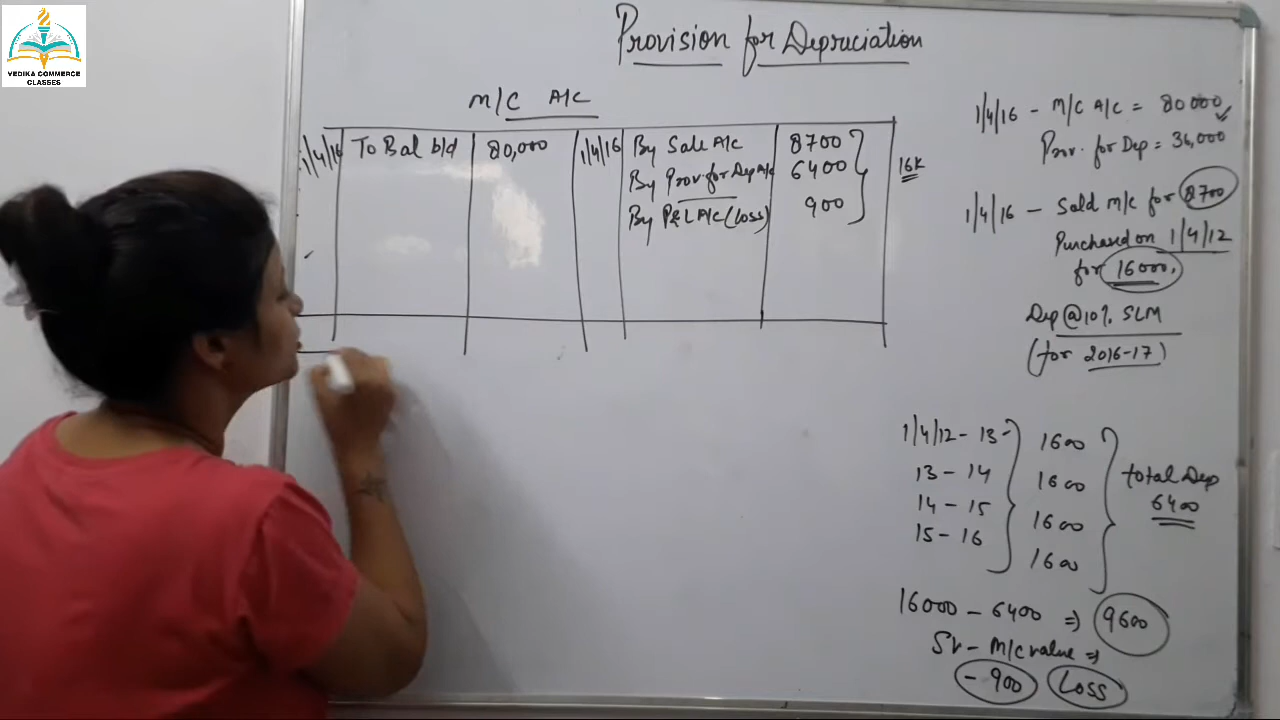 VEDIKA COMMERCE
CLASSES
Provision for Depreciation
M/C A/C
1/4/16 To Bal b/d 80,000 1/4/16 By Sale A/c 8700
By Prov. for Dep A/c 6400
By P&L A/c (Loss) 900
16K
1/4/16 - M/C A/c = 80000
Prov. for Dep = 36,000
1/4/16 - Sold m/c for 8700
Purchased on 1/4/12
for 16000.
Dep @ 10% SLM
(for 2016-17)
1/4/12 - 13 - 1600
13 - 14 1600
14 - 15 1600
15 - 16 1600
total Dep
6400
16000 - 6400 => 9600
SV - M/C value =>
- 900 Loss